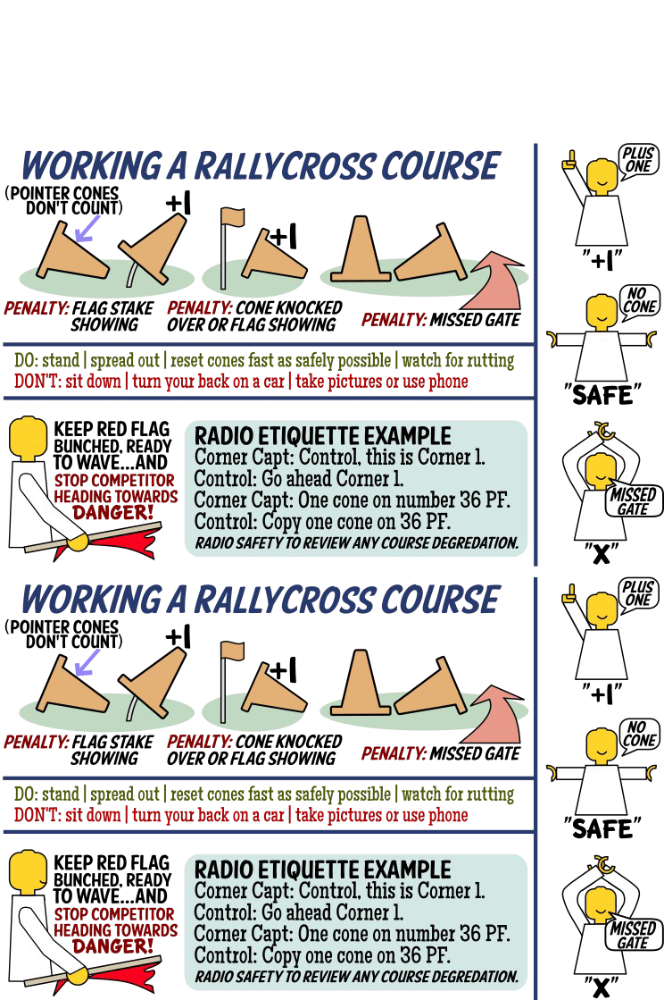 WORKING A RALLYCROSS COURSE
(POINTER CONES
DON'T COUNT)
+1
+1
PENALTY: FLAG STAKE
SHOWING
PENALTY: CONE KNOCKED
OVER OR FLAG SHOWING
PENALTY: MISSED GATE
DO: stand | spread out | reset cones fast as safely possible | watch for rutting
DON'T: sit down | turn your back on a car | take pictures or use phone
KEEP RED FLAG
BUNCHED, READY
TO WAVE...AND
STOP COMPETITOR
HEADING TOWARDS
DANGER!
RADIO ETIQUETTE EXAMPLE
Corner Capt: Control, this is Corner 1.
Control: Go ahead Corner 1.
Corner Capt: One cone on number 36 PF.
Control: Copy one cone on 36 PF.
RADIO SAFETY TO REVIEW ANY COURSE DEGREDATION.
PLUS
ONE
"+1"
NO
CONE
"SAFE"
MISSED
GATE
"X"
WORKING A RALLYCROSS COURSE
(POINTER CONES
DON'T COUNT)
+1
+1
PENALTY: FLAG STAKE
SHOWING
PENALTY: CONE KNOCKED
OVER OR FLAG SHOWING
PENALTY: MISSED GATE
DO: stand | spread out | reset cones fast as safely possible | watch for rutting
DON'T: sit down | turn your back on a car | take pictures or use phone
KEEP RED FLAG
BUNCHED, READY
TO WAVE...AND
STOP COMPETITOR
HEADING TOWARDS
DANGER!
RADIO ETIQUETTE EXAMPLE
Corner Capt: Control, this is Corner 1.
Control: Go ahead Corner 1.
Corner Capt: One cone on number 36 PF.
Control: Copy one cone on 36 PF.
RADIO SAFETY TO REVIEW ANY COURSE DEGREDATION.
PLUS
ONE
"+1"
NO
CONE
"SAFE"
MISSED
GATE
"X"